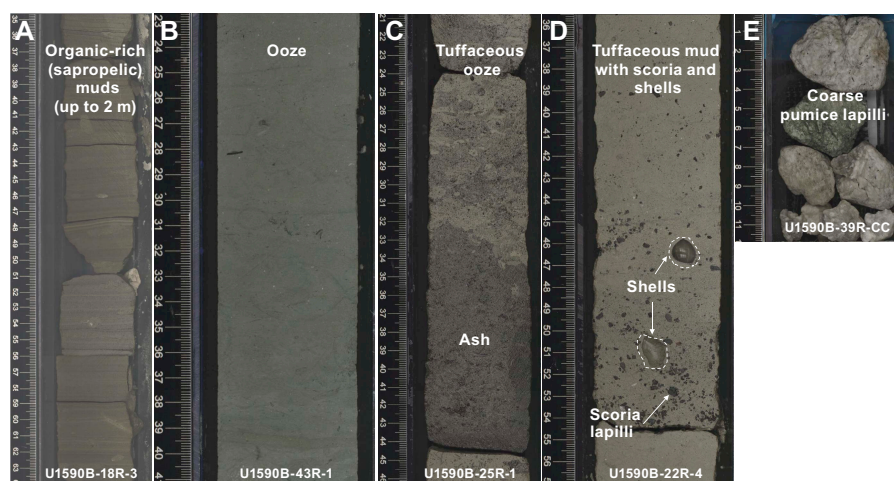 A
Organic-rich
(sapropelic)
muds
(up to 2 m)
U1590B-18R-3
B
Ooze
U1590B-43R-1
C
Tuffaceous
ooze
Ash
U1590B-25R-1
D
Tuffaceous mud
with scoria and
shells
Shells
Scoria
lapilli
U1590B-22R-4
E
Coarse
pumice lapilli
U1590B-39R-CC